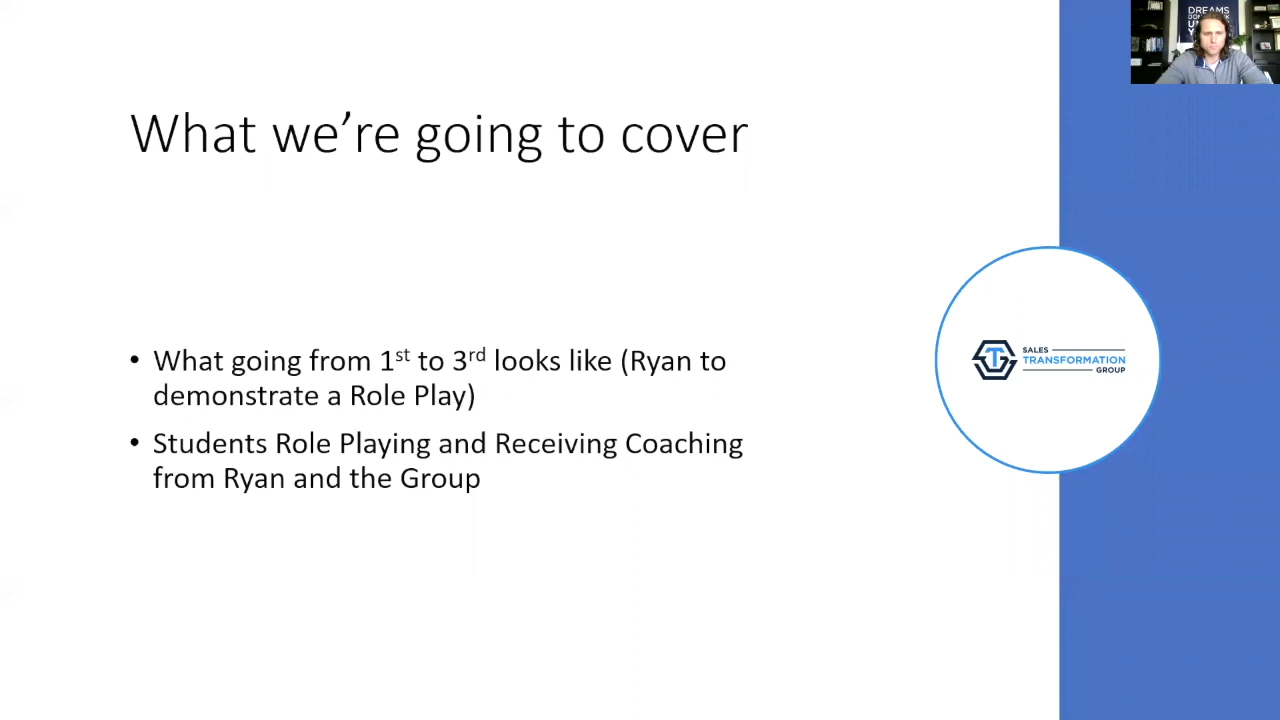 DREAMS
What we’re going to cover
• What going from 1st to 3rd looks like (Ryan to
demonstrate a Role Play)
• Students Role Playing and Receiving Coaching
from Ryan and the Group
SALES
TRANSFORMATION
GROUP